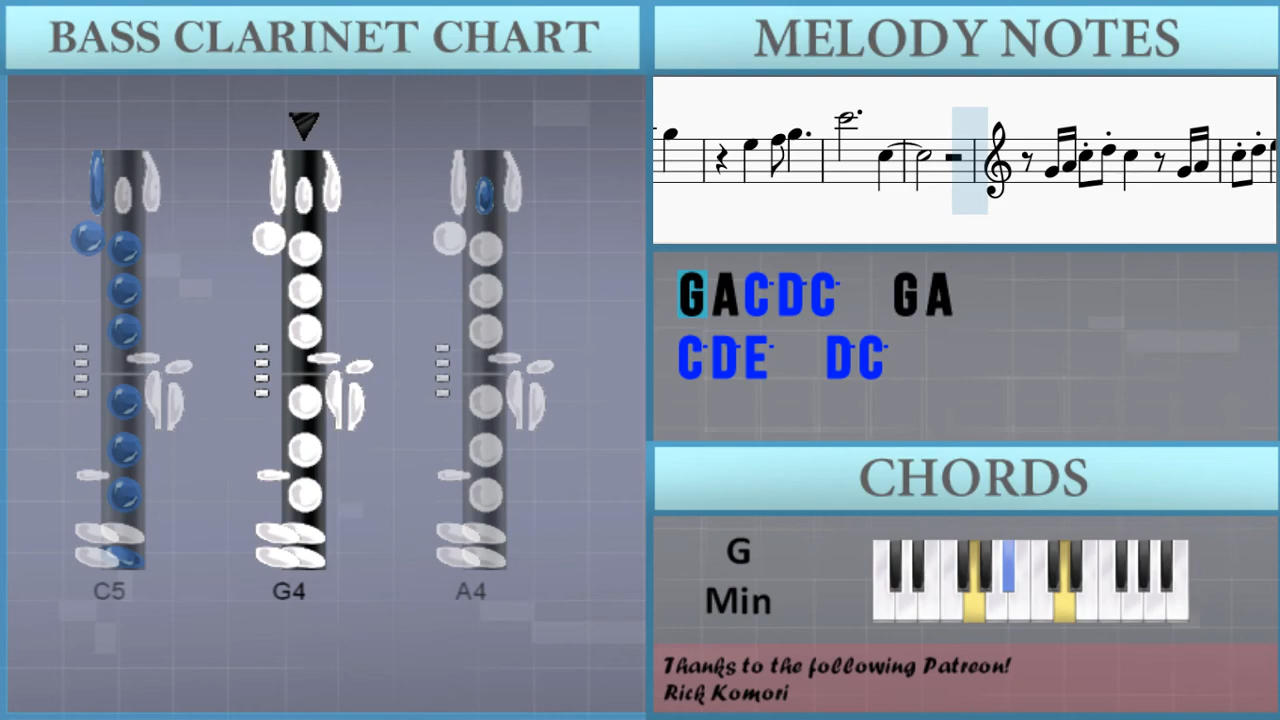 BASS CLARINET CHART
C5 G4 A4
MELODY NOTES
GACDC GA
CDE DC
CHORDS
G
Min
Thanks to the following Patreon!
Rick Komori